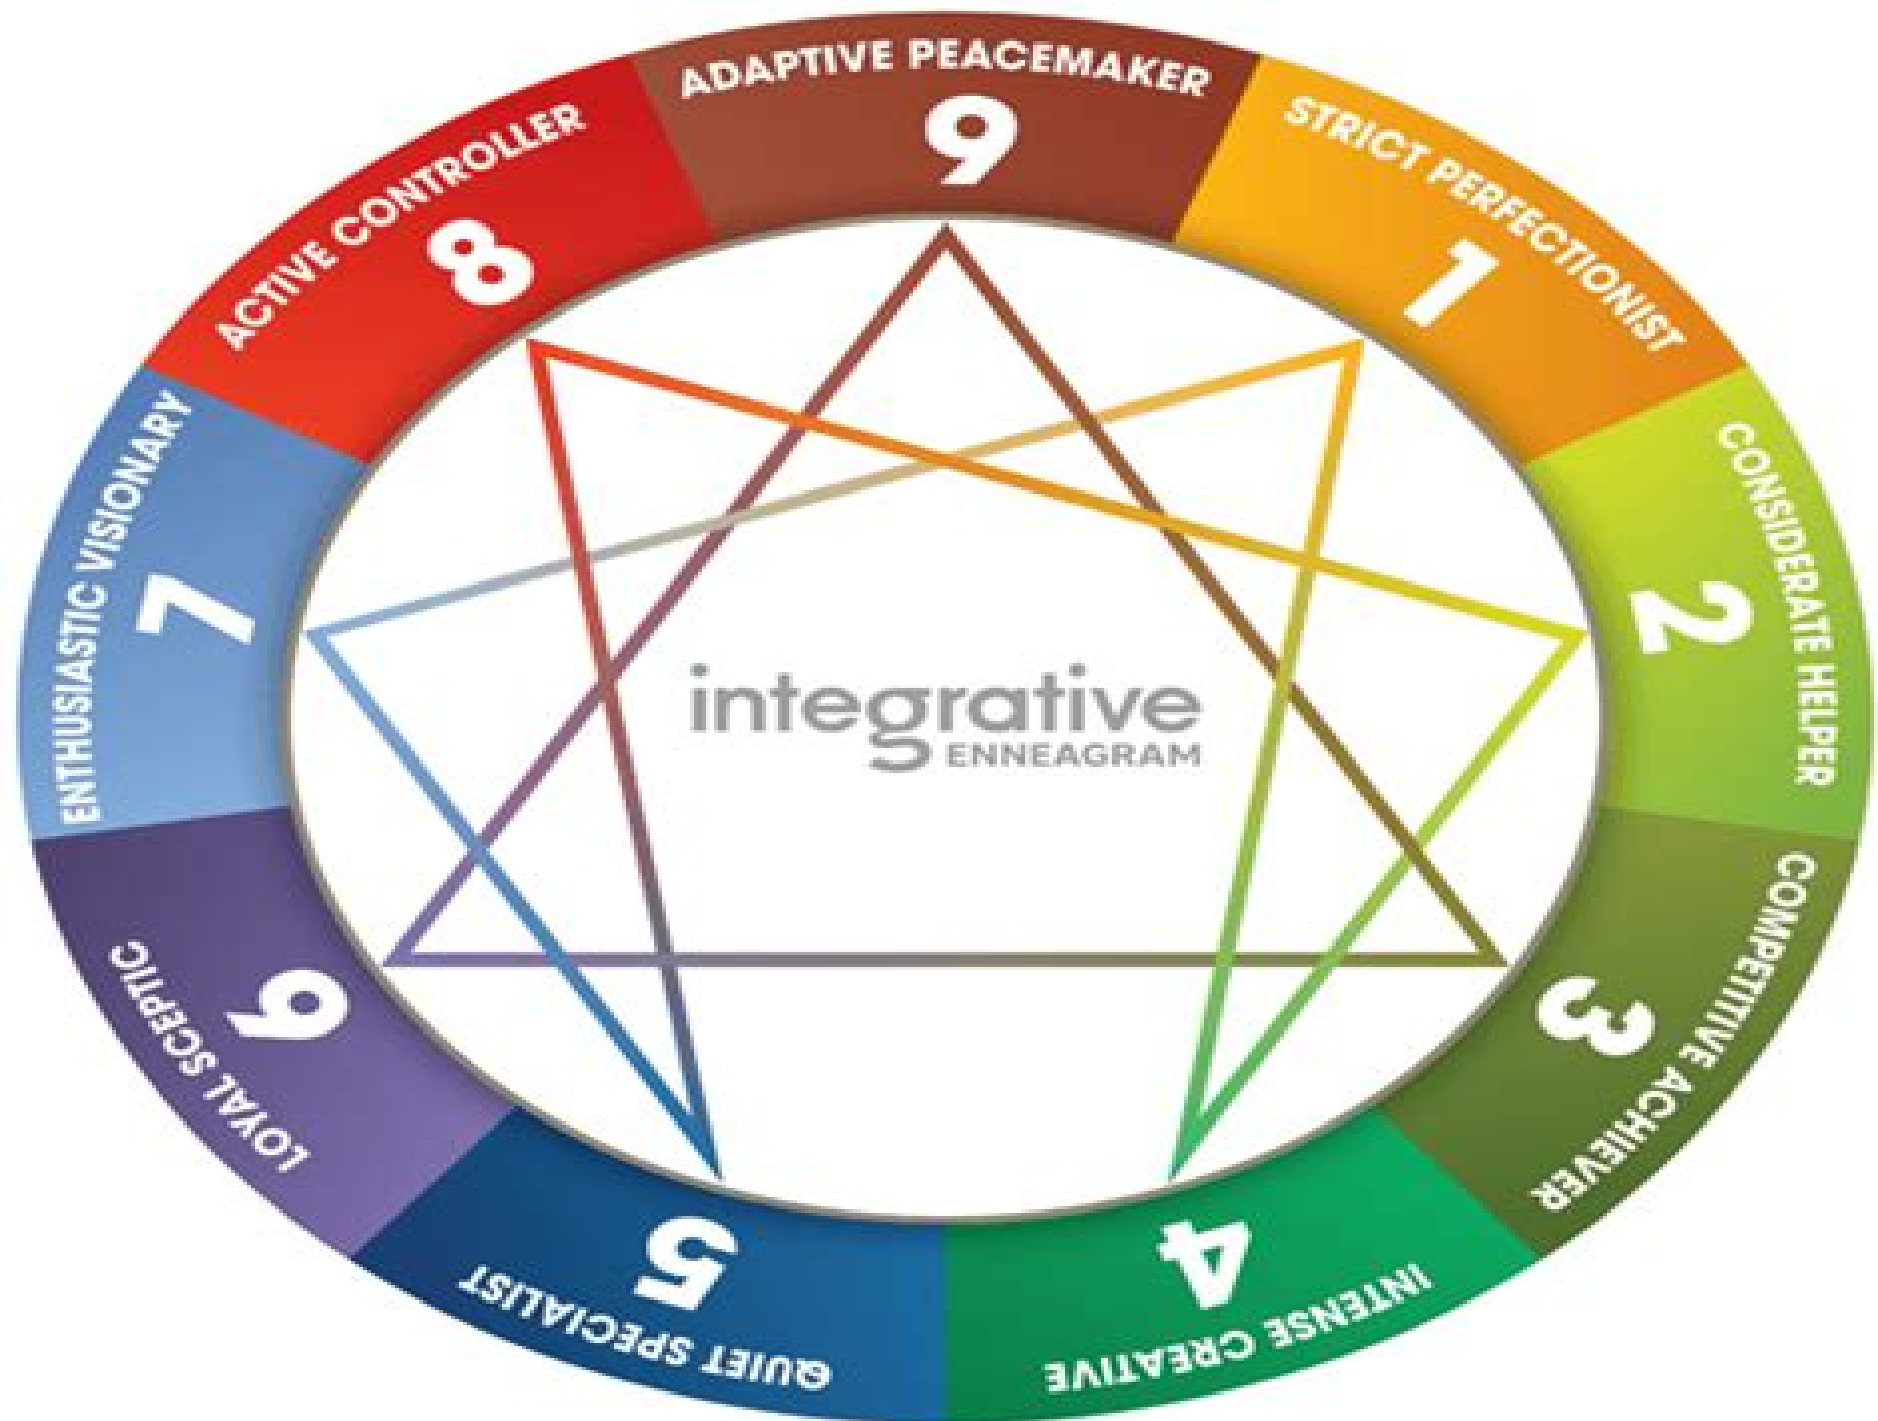 ADAPTIVE PEACEMAKER
9
STRICT PERFECTIONIST
1
CONSIDERATE HELPER
2
COMPETITIVE ACHIEVER
3
INTENSE CREATIVE
4
QUIET SPECIALIST
5
LOYAL SCEPTIC
6
ENTHUSIASTIC VISIONARY
7
ACTIVE CONTROLLER
8
integrative
ENNEAGRAM